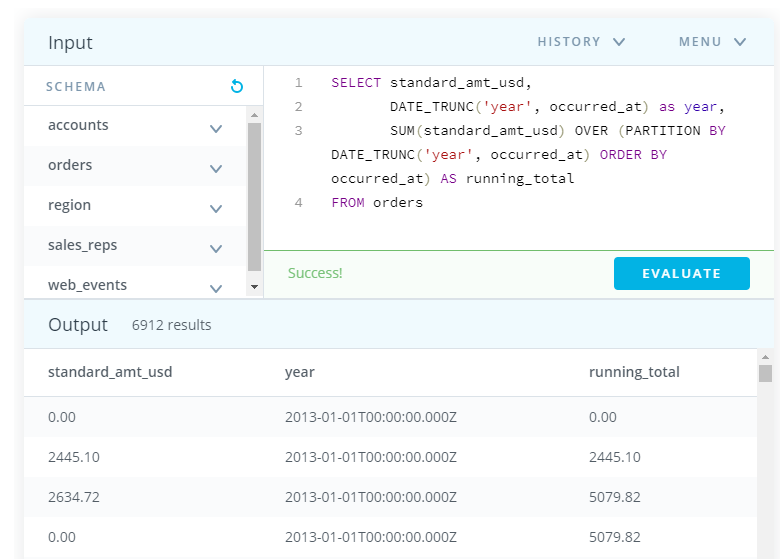 Input
HISTORY
MENU
SCHEMA
accounts
orders
region
sales_reps
web_events
1 SELECT standard_amt_usd,
2 DATE_TRUNC('year', occurred_at) as year,
3 SUM(standard_amt_usd) OVER (PARTITION BY
DATE_TRUNC('year', occurred_at) ORDER BY
occurred_at) AS running_total
4 FROM orders
Success!
EVALUATE
Output 6912 results
standard_amt_usd year running_total
0.00 2013-01-01T00:00:00.000Z 0.00
2445.10 2013-01-01T00:00:00.000Z 2445.10
2634.72 2013-01-01T00:00:00.000Z 5079.82
0.00 2013-01-01T00:00:00.000Z 5079.82